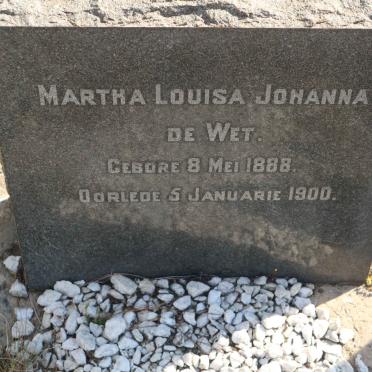 MARTHA LOUISA JOHANNA
DE WET.
GEBORE 8 MEI 1888.
OORLEDE 5 JANUARIE 1900.